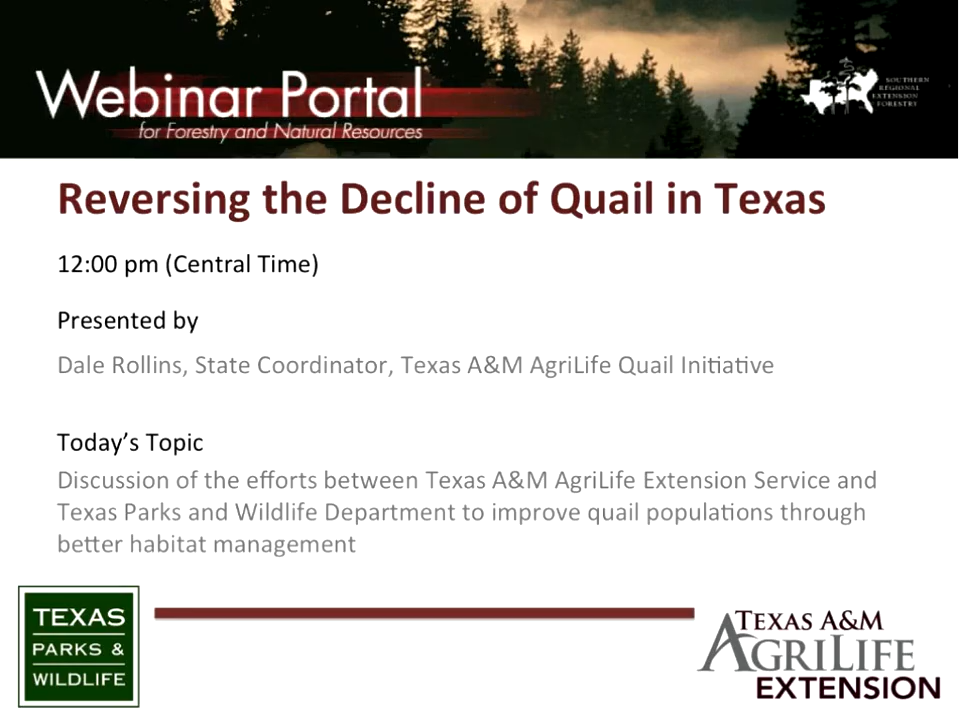 Webinar Portal
for Forestry and Natural Resources
SOUTHERN
REGIONAL
EXTENSION
FORESTRY
Reversing the Decline of Quail in Texas
12:00 pm (Central Time)
Presented by
Dale Rollins, State Coordinator, Texas A&M AgriLife Quail Initiative
Today’s Topic
Discussion of the efforts between Texas A&M AgriLife Extension Service and
Texas Parks and Wildlife Department to improve quail populations through
better habitat management
TEXAS
PARKS &
WILDLIFE
TEXAS A&M
AGRILIFE
EXTENSION